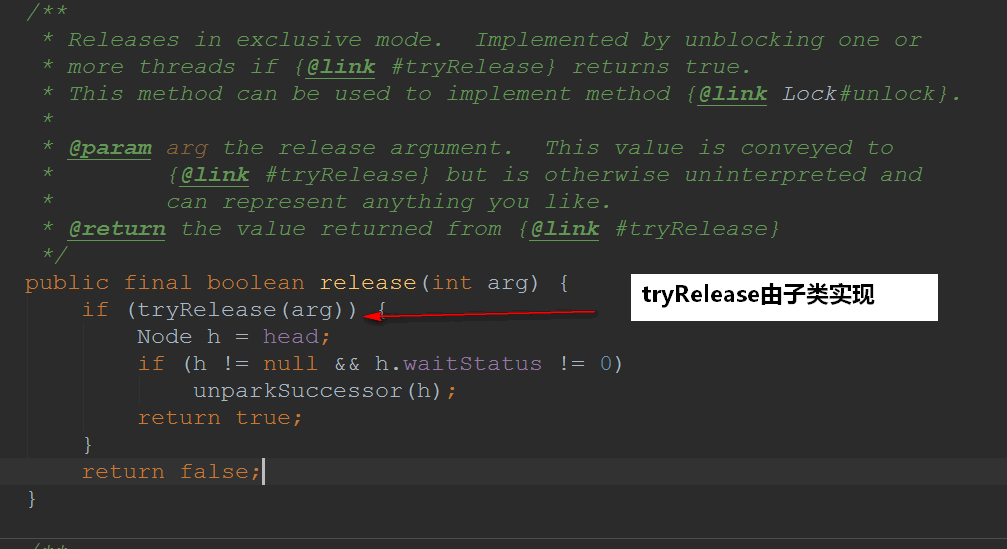 /**
* Releases in exclusive mode.  Implemented by unblocking one or
* more threads if {@link #tryRelease} returns true.
* This method can be used to implement method {@link Lock#unlock}.
*
* @param arg the release argument.  This value is conveyed to
*        {@link #tryRelease} but is otherwise uninterpreted and
*        can represent anything you like.
* @return the value returned from {@link #tryRelease}
*/
public final boolean release(int arg) {
if (tryRelease(arg)) {
tryRelease由子类实现
Node h = head;
if (h != null && h.waitStatus != 0)
unparkSuccessor(h);
return true;
}
return false;
}
/**